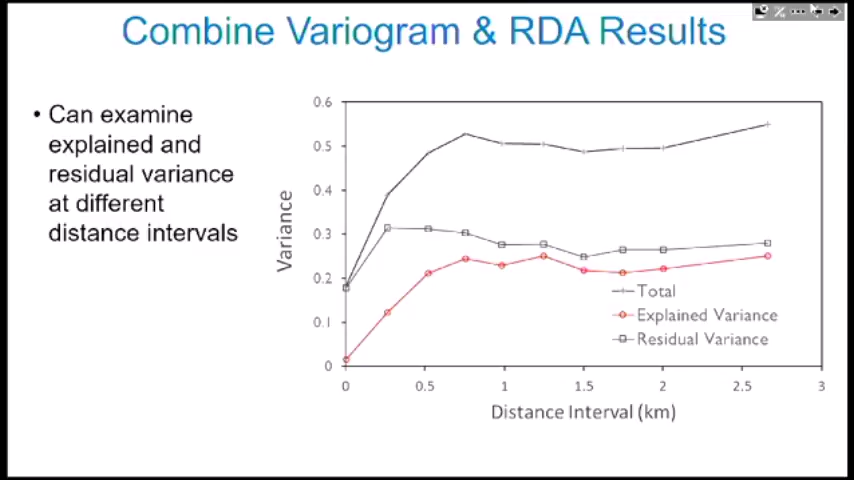 Combine Variogram & RDA Results
• Can examine
explained and
residual variance
at different
distance intervals
0.6
0.5
0.4
0.3
0.2
0.1
0
Variance
Total
Explained Variance
Residual Variance
0 0.5 1 1.5 2 2.5 3
Distance Interval (km)